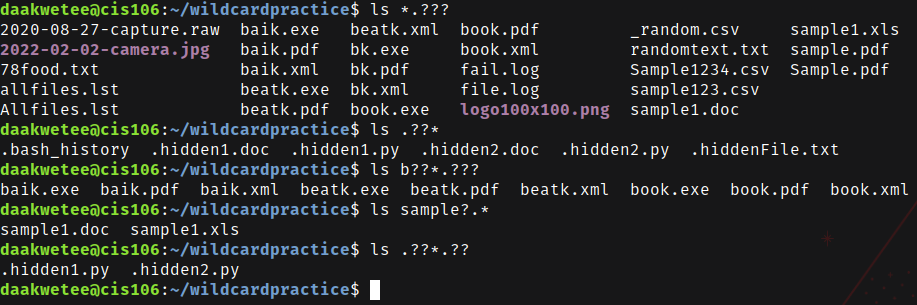 daakwetee@cis106:~/wildcardpractice$ ls *.???
2020-08-27-capture.raw  baik.exe   beatk.xml  book.pdf         _random.csv     sample1.xls
2022-02-02-camera.jpg   baik.pdf   bk.exe     book.xml         randomtext.txt  sample.pdf
78food.txt              baik.xml   bk.pdf     fail.log         Sample1234.csv  Sample.pdf
allfiles.lst            beatk.exe  bk.xml     file.log         sample123.csv
Allfiles.lst            beatk.pdf  book.exe   logo100x100.png  sample1.doc
daakwetee@cis106:~/wildcardpractice$ ls .??*
.bash_history  .hidden1.doc  .hidden1.py  .hidden2.doc  .hidden2.py  .hiddenFile.txt
daakwetee@cis106:~/wildcardpractice$ ls b??*.???
baik.exe  baik.pdf  baik.xml  beatk.exe  beatk.pdf  beatk.xml  book.exe  book.pdf  book.xml
daakwetee@cis106:~/wildcardpractice$ ls sample?.*
sample1.doc  sample1.xls
daakwetee@cis106:~/wildcardpractice$ ls .??*.??
.hidden1.py  .hidden2.py
daakwetee@cis106:~/wildcardpractice$